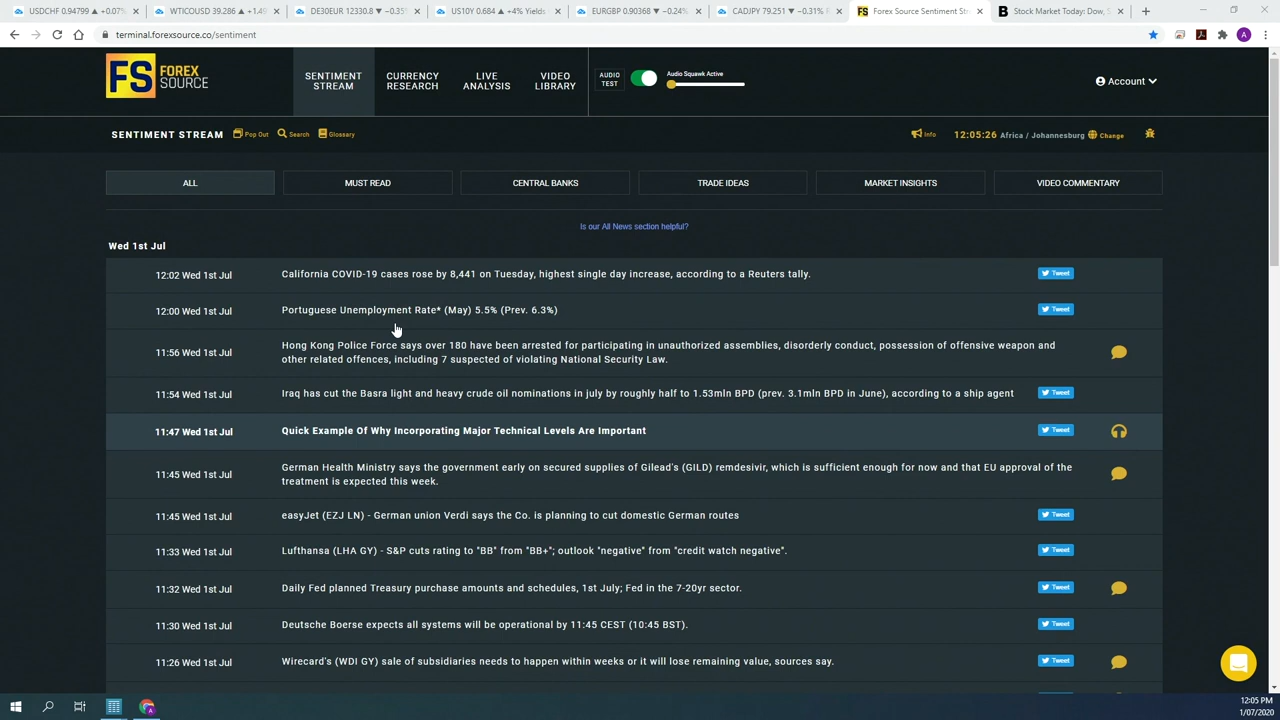 USDCHF 0.94799 ▲ +0.07%
WTICOUSD 39.286 ▲ +1.49
DE30EUR 12330.8 ▼ −0.35%
US10Y 0.684 ▲ +4% Yields
EURGBP 0.90368 ▼ −0.24%
CADJPY 79.251 ▼ −0.31% R
Forex Source Sentiment Str
Stock Market Today: Dow, S
terminal.forexsource.co/sentiment
A
FS FOREX SOURCE
SENTIMENT STREAM
CURRENCY RESEARCH
LIVE ANALYSIS
VIDEO LIBRARY
AUDIO TEST
Audio Squawk Active
Account
SENTIMENT STREAM Pop Out Search Glossary
Info 12:05:26 Africa / Johannesburg Change
ALL MUST READ CENTRAL BANKS TRADE IDEAS MARKET INSIGHTS VIDEO COMMENTARY
Is our All News section helpful?
Wed 1st Jul
12:02 Wed 1st Jul California COVID-19 cases rose by 8,441 on Tuesday, highest single day increase, according to a Reuters tally. Tweet
12:00 Wed 1st Jul Portuguese Unemployment Rate* (May) 5.5% (Prev. 6.3%) Tweet
11:56 Wed 1st Jul Hong Kong Police Force says over 180 have been arrested for participating in unauthorized assemblies, disorderly conduct, possession of offensive weapon and
other related offences, including 7 suspected of violating National Security Law.
11:54 Wed 1st Jul Iraq has cut the Basra light and heavy crude oil nominations in july by roughly half to 1.53mln BPD (prev. 3.1mln BPD in June), according to a ship agent Tweet
11:47 Wed 1st Jul Quick Example Of Why Incorporating Major Technical Levels Are Important Tweet
11:45 Wed 1st Jul German Health Ministry says the government early on secured supplies of Gilead's (GILD) remdesivir, which is sufficient enough for now and that EU approval of the
treatment is expected this week.
11:45 Wed 1st Jul easyJet (EZJ LN) - German union Verdi says the Co. is planning to cut domestic German routes Tweet
11:33 Wed 1st Jul Lufthansa (LHA GY) - S&P cuts rating to "BB" from "BB+"; outlook "negative" from "credit watch negative". Tweet
11:32 Wed 1st Jul Daily Fed planned Treasury purchase amounts and schedules, 1st July; Fed in the 7-20yr sector. Tweet
11:30 Wed 1st Jul Deutsche Boerse expects all systems will be operational by 11:45 CEST (10:45 BST). Tweet
11:26 Wed 1st Jul Wirecard's (WDI GY) sale of subsidiaries needs to happen within weeks or it will lose remaining value, sources say. Tweet
12:05 PM
1/07/2020